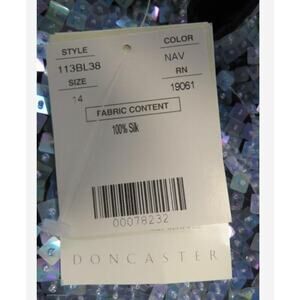 STYLE COLOR
113BL38 NAV
SIZE RN
14 19061
FABRIC CONTENT
100% Silk
00078232
DONCASTER